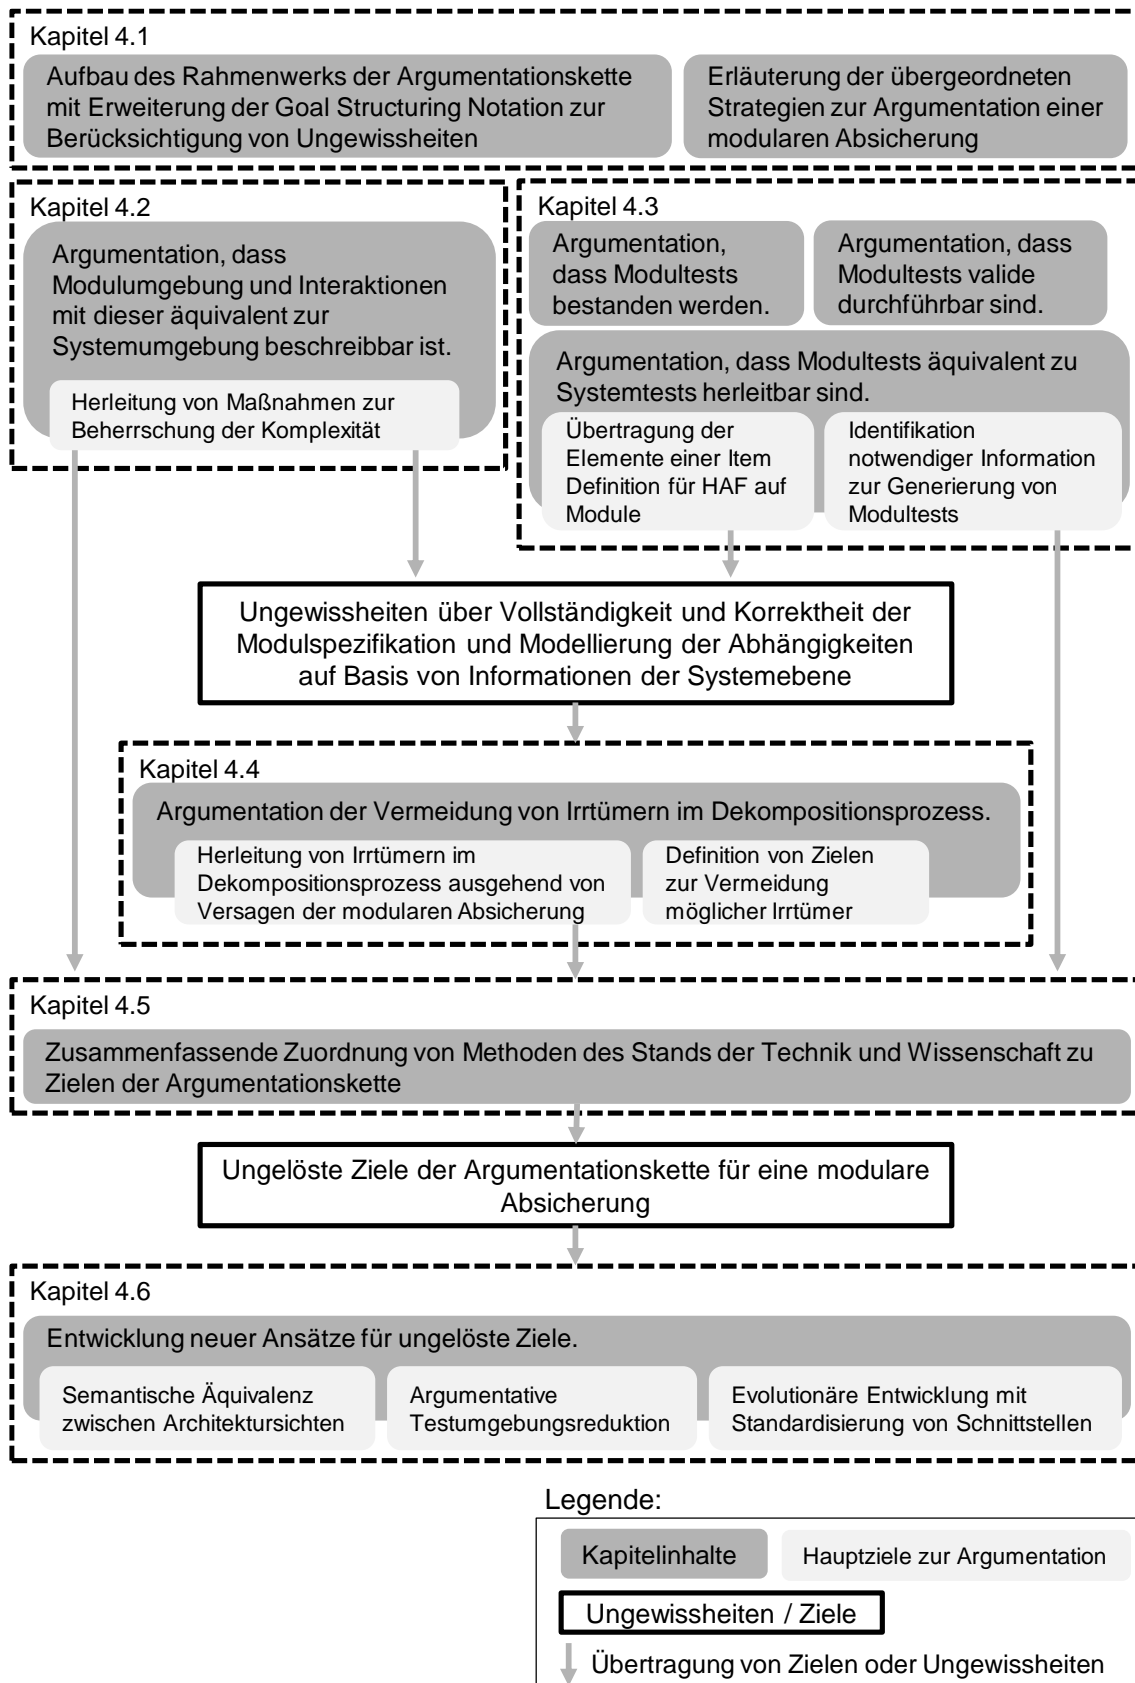 Kapitel 4.1
Aufbau des Rahmenwerks der Argumentationskette
mit Erweiterung der Goal Structuring Notation zur
Berücksichtigung von Ungewissheiten
Erläuterung der übergeordneten
Strategien zur Argumentation einer
modularen Absicherung
Kapitel 4.2
Argumentation, dass
Modulumgebung und Interaktionen
mit dieser äquivalent zur
Systemumgebung beschreibbar ist.
Herleitung von Maßnahmen zur
Beherrschung der Komplexität
Kapitel 4.3
Argumentation,
dass Modultests
bestanden werden.
Argumentation, dass
Modultests valide
durchführbar sind.
Argumentation, dass Modultests äquivalent zu
Systemtests herleitbar sind.
Übertragung der
Elemente einer Item
Definition für HAF auf
Module
Identifikation
notwendiger Information
zur Generierung von
Modultests
Ungewissheiten über Vollständigkeit und Korrektheit der
Modulspezifikation und Modellierung der Abhängigkeiten
auf Basis von Informationen der Systemebene
Kapitel 4.4
Argumentation der Vermeidung von Irrtümern im Dekompositionsprozess.
Herleitung von Irrtümern im
Dekompositionsprozess ausgehend von
Versagen der modularen Absicherung
Definition von Zielen
zur Vermeidung
möglicher Irrtümer
Kapitel 4.5
Zusammenfassende Zuordnung von Methoden des Stands der Technik und Wissenschaft zu
Zielen der Argumentationskette
Ungelöste Ziele der Argumentationskette für eine modulare
Absicherung
Kapitel 4.6
Entwicklung neuer Ansätze für ungelöste Ziele.
Semantische Äquivalenz
zwischen Architektursichten
Argumentative
Testumgebungsreduktion
Evolutionäre Entwicklung mit
Standardisierung von Schnittstellen
Legende:
Kapitelinhalte
Hauptziele zur Argumentation
Ungewissheiten / Ziele
Übertragung von Zielen oder Ungewissheiten